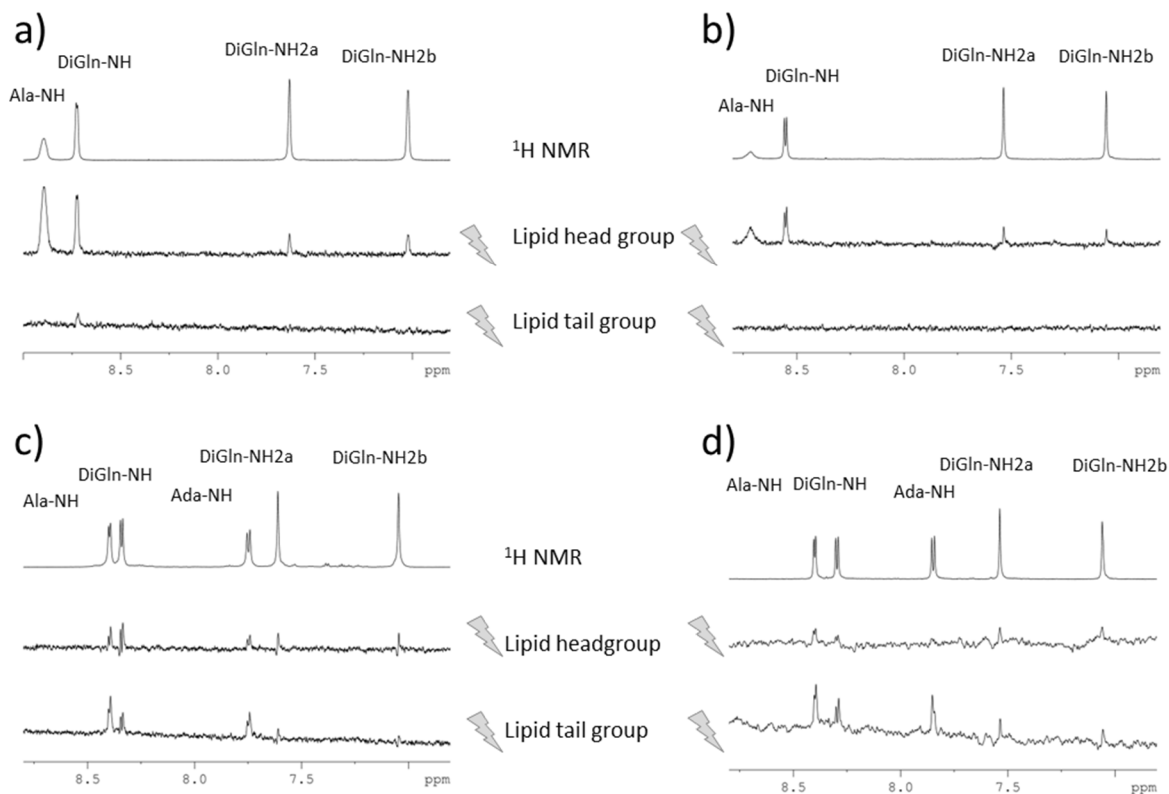 a)
DiGln-NH
DiGln-NH2a
DiGln-NH2b
Ala-NH
¹H NMR
Lipid head group
Lipid tail group
8.5 8.0 7.5 ppm
b)
DiGln-NH
DiGln-NH2a
DiGln-NH2b
Ala-NH
8.5 8.0 7.5 ppm
c)
DiGln-NH
DiGln-NH2a
DiGln-NH2b
Ala-NH
Ada-NH
¹H NMR
Lipid headgroup
Lipid tail group
8.5 8.0 7.5 ppm
d)
DiGln-NH2a
DiGln-NH2b
Ala-NH
DiGln-NH
Ada-NH
8.5 8.0 7.5 ppm